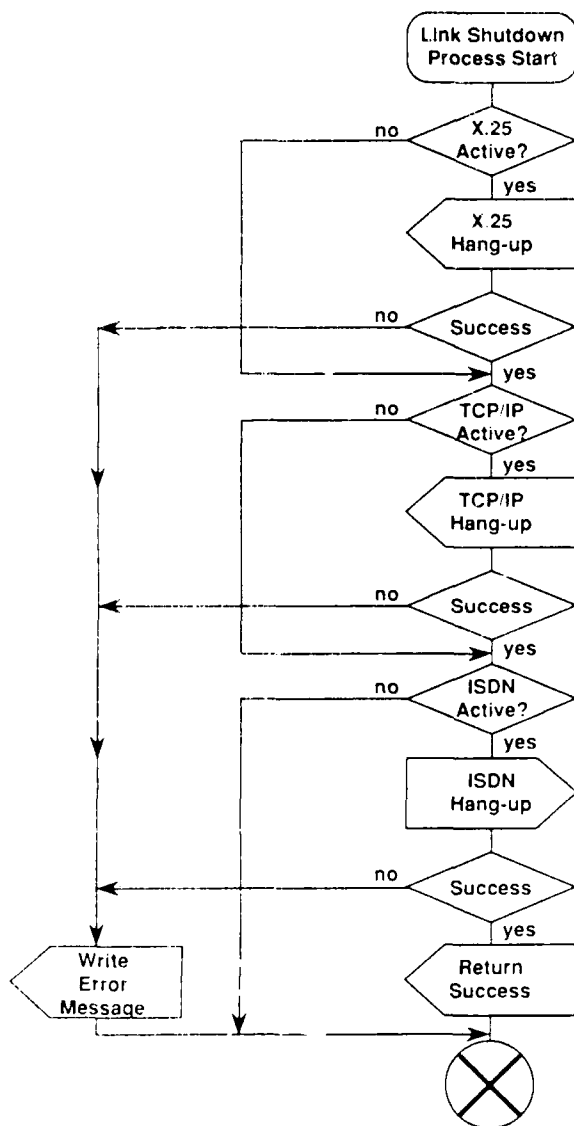 Link Shutdown
Process Start
no
X.25
Active?
yes
X.25
Hang-up
no
Success
yes
no
TCP/IP
Active?
yes
TCP/IP
Hang-up
no
Success
yes
no
ISDN
Active?
yes
ISDN
Hang-up
no
Success
yes
Write
Error
Message
Return
Success